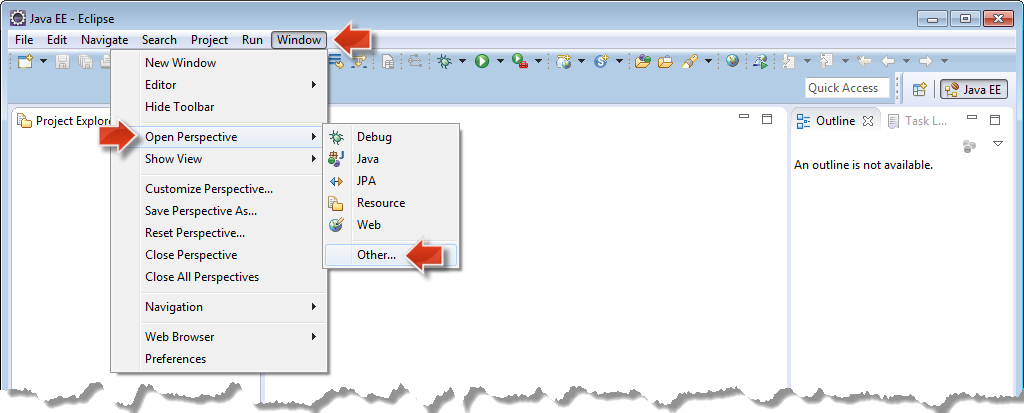 Java EE - Eclipse
File Edit Navigate Search Project Run Window
Quick Access
Java EE
New Window
Editor
Hide Toolbar
Open Perspective
Show View
Customize Perspective...
Save Perspective As...
Reset Perspective...
Close Perspective
Close All Perspectives
Navigation
Web Browser
Preferences
Debug
Java
JPA
Resource
Web
Other...
Project Explore
Outline
Task L...
An outline is not available.